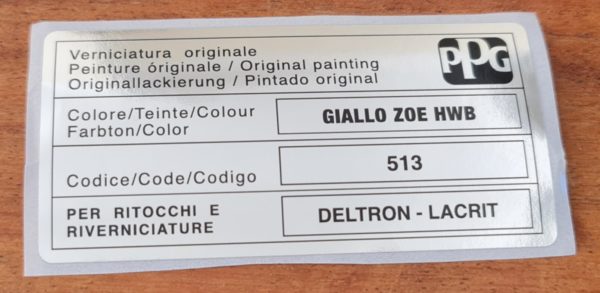 Verniciatura originale
Peinture óriginale / Original painting
Originallackierung / Pintado original
PPG
Colore/Teinte/Colour
Farbton/Color
GIALLO ZOE HWB
Codice/Code/Codigo
513
PER RITOCCHI E
RIVERNICIATURE
DELTRON - LACRIT